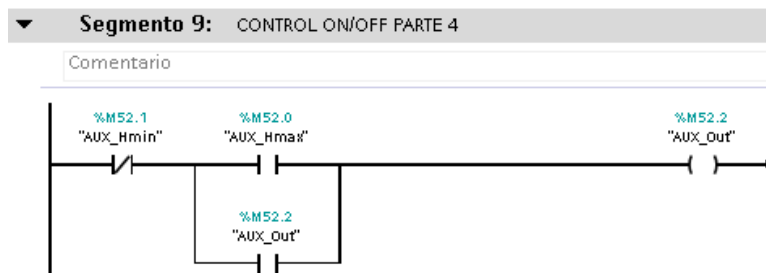 Segmento 9: CONTROL ON/OFF PARTE 4
Comentario
%M52.1 %M52.0 %M52.2
"AUX_Hmin" "AUX_Hmax" "AUX_Out"
%M52.2
"AUX_Out"